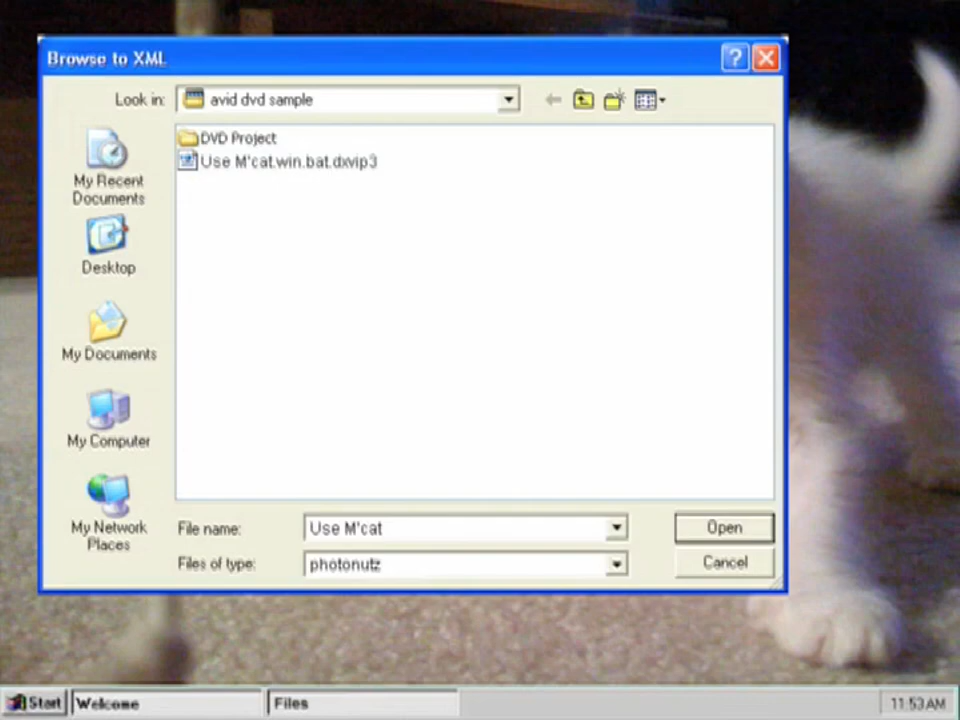 Browse to XML
Look in:
avid dvd sample
DVD Project
Use M'cat.win.bat.dxvip3
My Recent
Documents
Desktop
My Documents
My Computer
My Network
Places
File name:
Use M'cat
Open
Files of type:
photonutz
Cancel
Start
Welcome
Files
11:53 AM